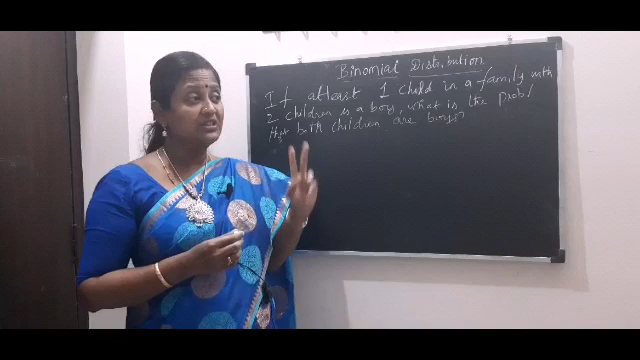 Binomial Distribution
If atleast 1 child in a family with
2 children is a boy, what is the prob/
that both children are boys?